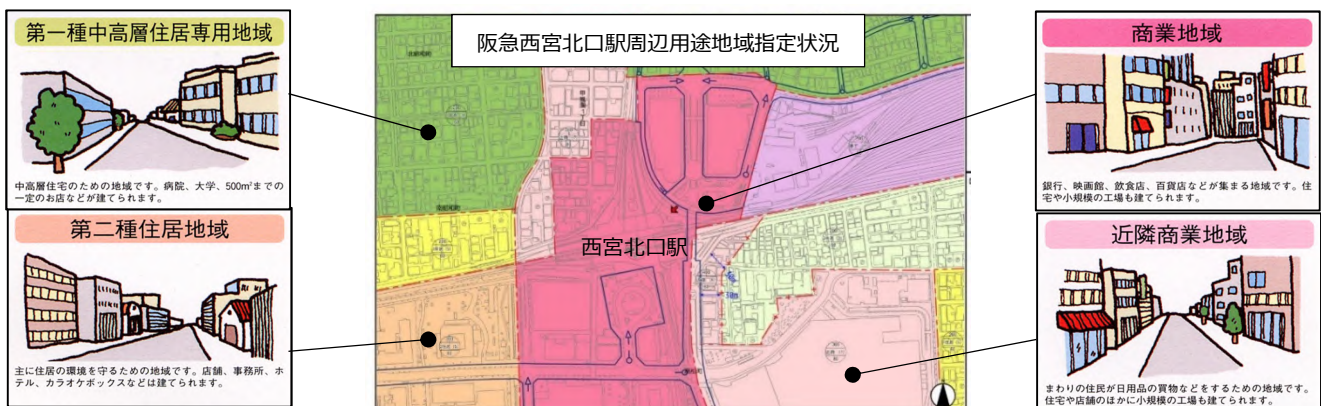 第一種中高層住居専用地域
中高層住宅のための地域です。病院、大学、500m²までの
一定のお店などが建てられます。
第二種住居地域
主に住居の環境を守るための地域です。店舗、事務所、ホ
テル、カラオケボックスなどは建てられます。
阪急西宮北口駅周辺用途地域指定状況
西宮北口駅
商業地域
銀行、映画館、飲食店、百貨店などが集まる地域です。住
宅や小規模の工場も建てられます。
近隣商業地域
まわりの住民が日用品の買物などをするための地域です。
住宅や店舗のほかに小規模の工場も建てられます。